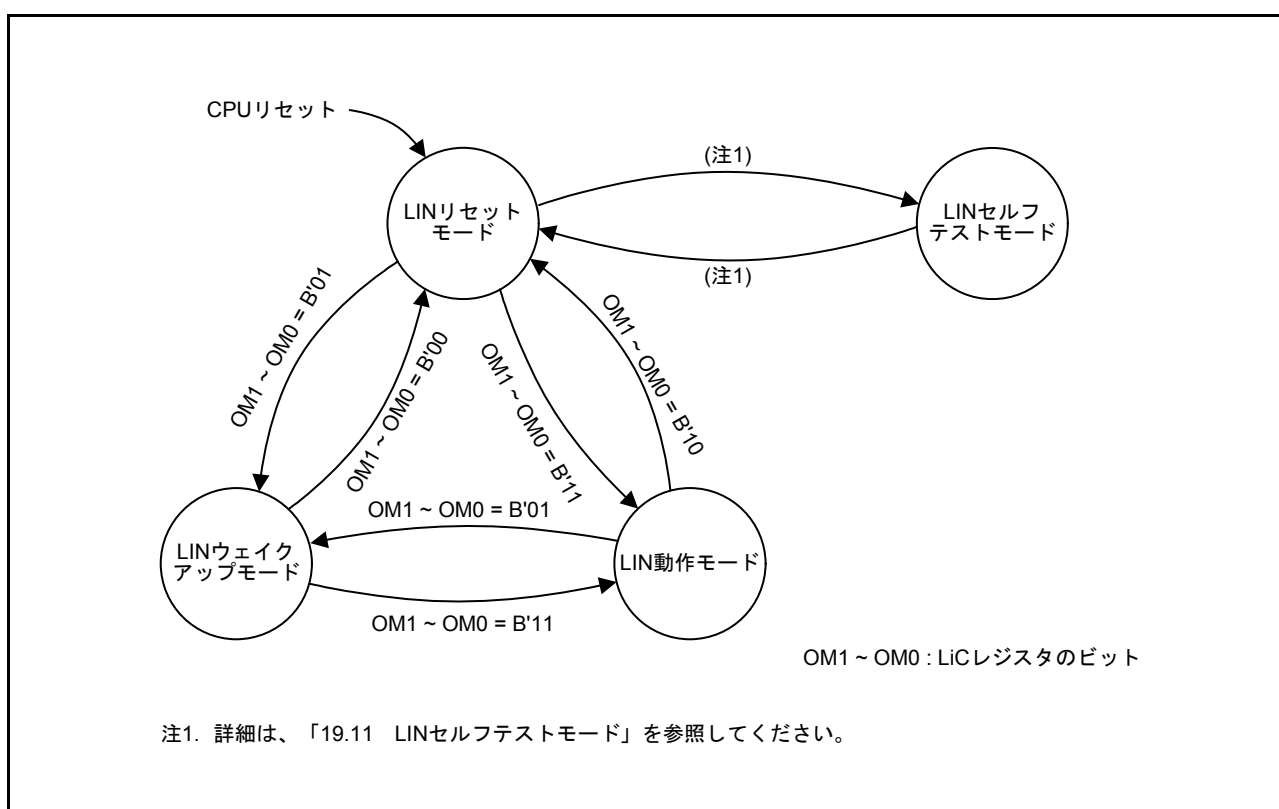 CPUリセット
LINリセット
モード
(注1)
(注1)
LINセルフ
テストモード
OM1 ~ OM0 = B'01
OM1 ~ OM0 = B'00
OM1 ~ OM0 = B'11
OM1 ~ OM0 = B'10
LINウェイク
アップモード
OM1 ~ OM0 = B'01
OM1 ~ OM0 = B'11
LIN動作モード
OM1 ~ OM0 : LiCレジスタのビット
注1. 詳細は、「19.11 LINセルフテストモード」を参照してください。